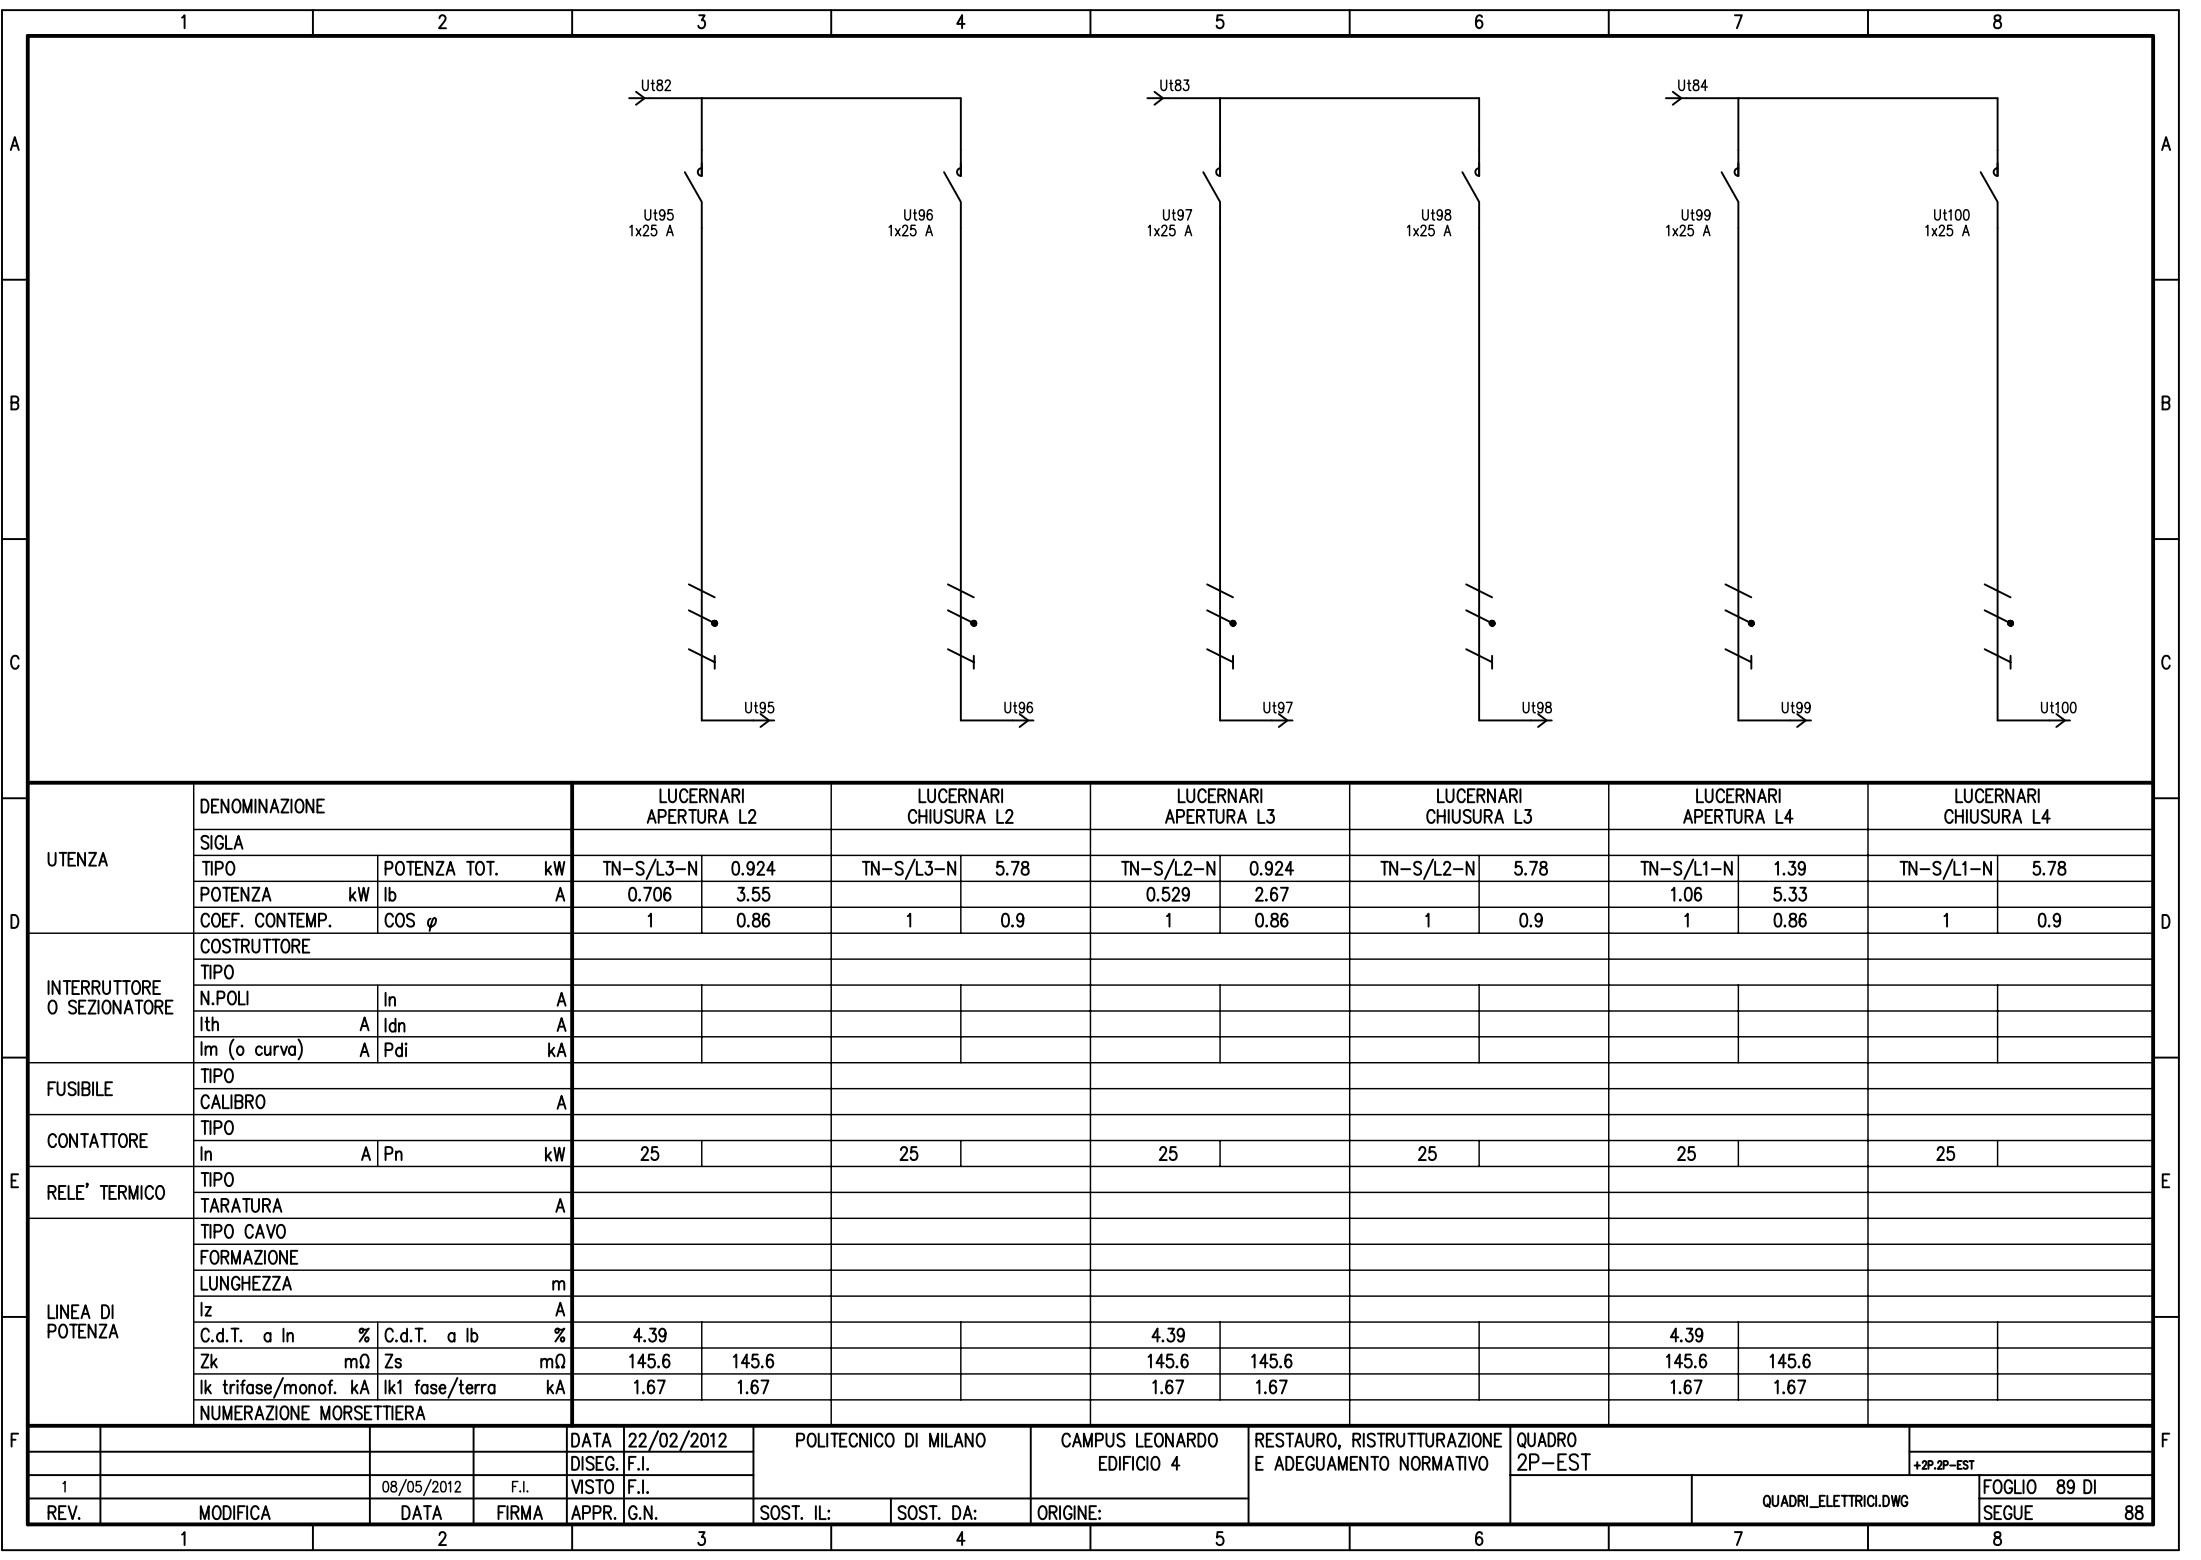 1 2 3 4 5 6 7 8
Ut82 Ut83 Ut84
A A
Ut95 Ut96 Ut97 Ut98 Ut99 Ut100
1x25 A 1x25 A 1x25 A 1x25 A 1x25 A 1x25 A
B B
C C
Ut95 Ut96 Ut97 Ut98 Ut99 Ut100
UTENZA
DENOMINAZIONE LUCERNARI APERTURA L2 LUCERNARI CHIUSURA L2 LUCERNARI APERTURA L3 LUCERNARI CHIUSURA L3 LUCERNARI APERTURA L4 LUCERNARI CHIUSURA L4
SIGLA
TIPO POTENZA TOT. kW TN-S/L3-N 0.924 TN-S/L3-N 5.78 TN-S/L2-N 0.924 TN-S/L2-N 5.78 TN-S/L1-N 1.39 TN-S/L1-N 5.78
POTENZA kW Ib A 0.706 3.55 0.529 2.67 1.06 5.33
D COEF. CONTEMP. COS φ 1 0.86 1 0.9 1 0.86 1 0.9 1 0.86 1 0.9 D
INTERRUTTORE
O SEZIONATORE
COSTRUTTORE
TIPO
N.POLI In A
Ith A Idn A
Im (o curva) A Pdi kA
FUSIBILE
TIPO
CALIBRO A
CONTATTORE
TIPO
In A Pn kW 25 25 25 25 25 25
E E
RELE' TERMICO
TIPO
TARATURA A
LINEA DI
POTENZA
TIPO CAVO
FORMAZIONE
LUNGHEZZA m
Iz A
C.d.T. a In % C.d.T. a Ib % 4.39 4.39 4.39
Zk mΩ Zs mΩ 145.6 145.6 145.6 145.6 145.6 145.6
Ik trifase/monof. kA Ik1 fase/terra kA 1.67 1.67 1.67 1.67 1.67 1.67
NUMERAZIONE MORSETTIERA
F F
DATA 22/02/2012 POLITECNICO DI MILANO CAMPUS LEONARDO RESTAURO, RISTRUTTURAZIONE QUADRO
DISEG. F.I. EDIFICIO 4 E ADEGUAMENTO NORMATIVO 2P-EST +2P.2P-EST
1 08/05/2012 F.I. VISTO F.I. QUADRI_ELETTRICI.DWG FOGLIO 89 DI
REV. MODIFICA DATA FIRMA APPR. G.N. SOST. IL: SOST. DA: ORIGINE: SEGUE 88
1 2 3 4 5 6 7 8